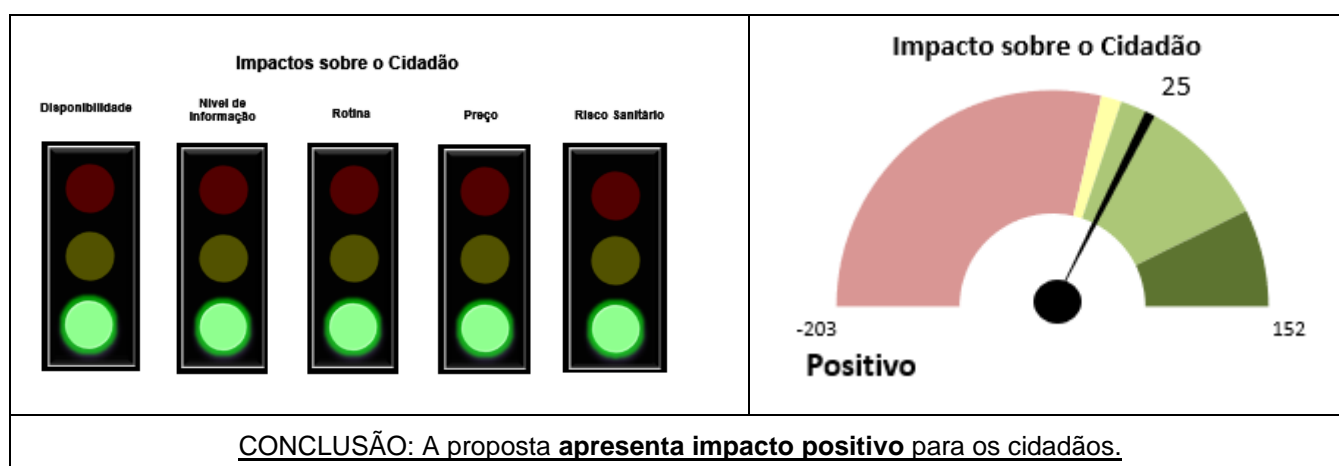 Impactos sobre o Cidadão
Disponibilidade
Nível de
Informação
Rotina
Preço
Risco Sanitário
Impacto sobre o Cidadão
25
-203
152
Positivo
CONCLUSÃO: A proposta apresenta impacto positivo para os cidadãos.